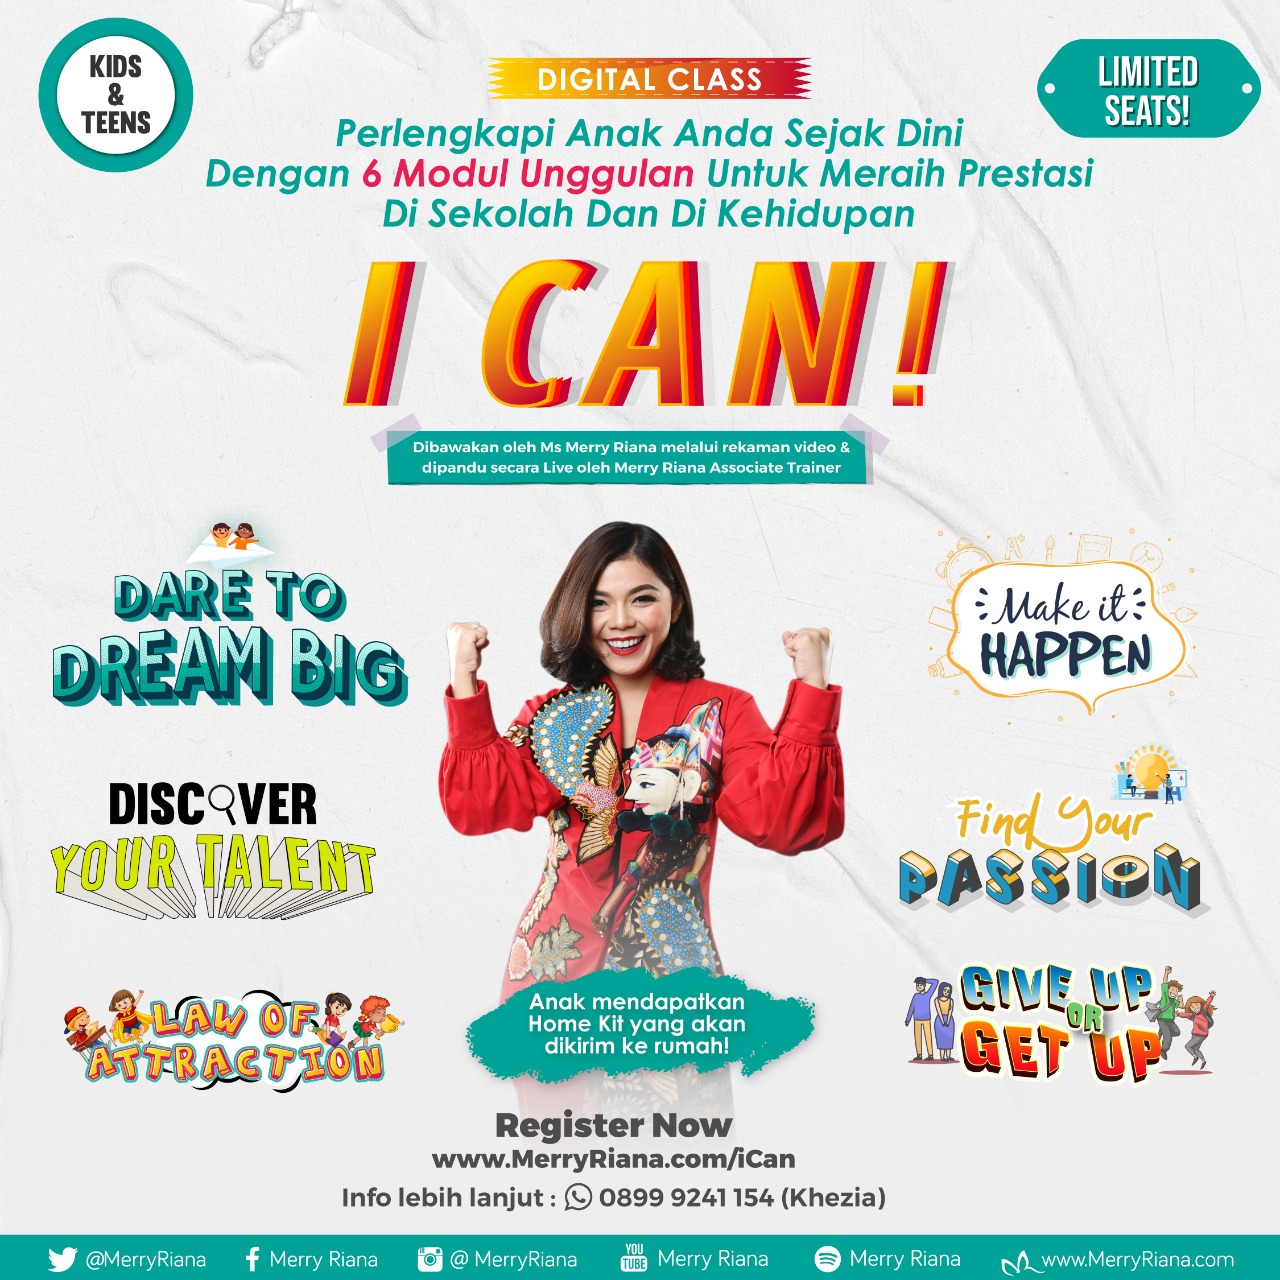 KIDS
&
TEENS
DIGITAL CLASS
LIMITED
SEATS!
Perlengkapi Anak Anda Sejak Dini
Dengan 6 Modul Unggulan Untuk Meraih Prestasi
Di Sekolah Dan Di Kehidupan
I CAN!
Dibawakan oleh Ms Merry Riana melalui rekaman video &
dipandu secara Live oleh Merry Riana Associate Trainer
DARE TO
DREAM BIG
Make it
HAPPEN
DISCOVER
YOUR TALENT
Find Your
PASSION
LAW OF
ATTRACTION
GIVE UP
OR
GET UP
Anak mendapatkan
Home Kit yang akan
dikirim ke rumah!
Register Now
www.MerryRiana.com/iCan
Info lebih lanjut : 0899 9241 154 (Khezia)
@MerryRiana Merry Riana @MerryRiana YOU TUBE Merry Riana Merry Riana www.MerryRiana.com